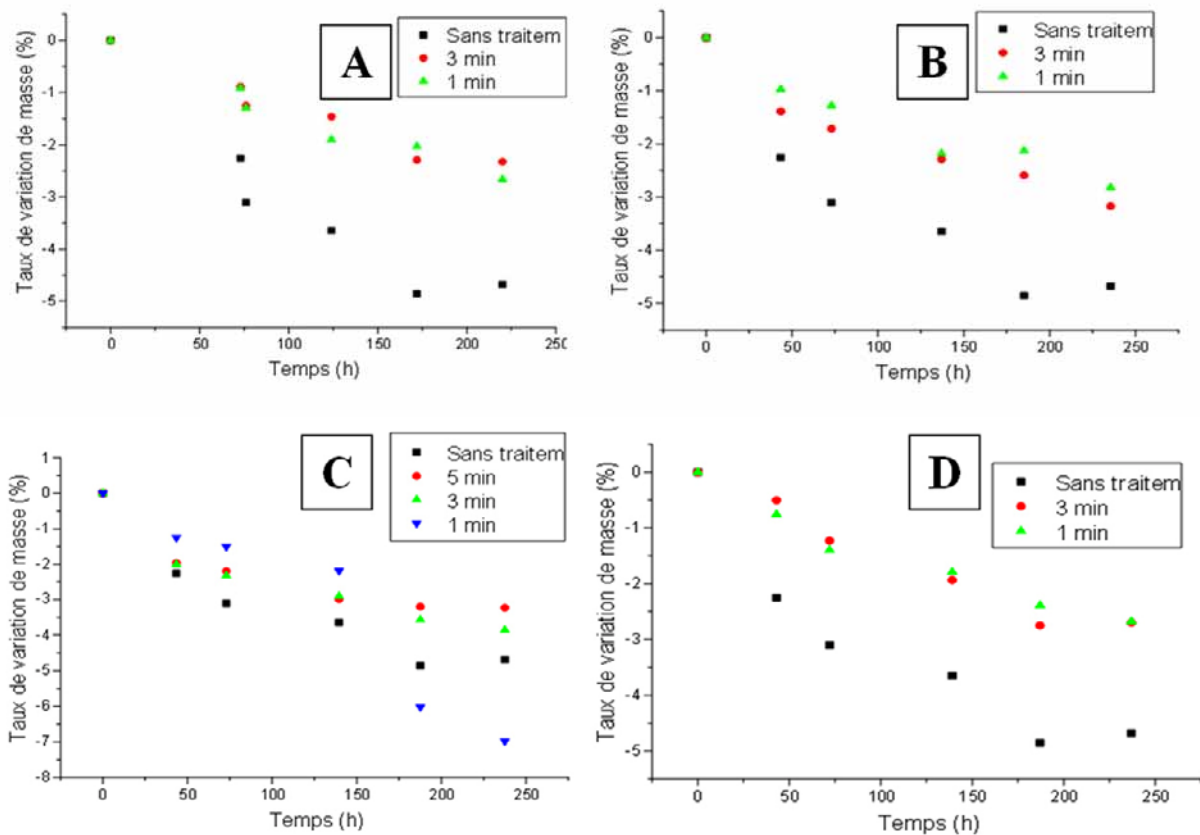 A
Sans traitem
3 min
1 min
Taux de variation de masse (%)
0
-1
-2
-3
-4
-5
0 50 100 150 200 250
Temps (h)
B
Sans traitem
3 min
1 min
Taux de variation de masse (%)
0
-1
-2
-3
-4
-5
0 50 100 150 200 250
Temps (h)
C
Sans traitem
5 min
3 min
1 min
Taux de variation de masse (%)
1
0
-1
-2
-3
-4
-5
-6
-7
-8
0 50 100 150 200 250
Temps (h)
D
Sans traitem
3 min
1 min
Taux de variation de masse (%)
0
-1
-2
-3
-4
-5
0 50 100 150 200 250
Temps (h)